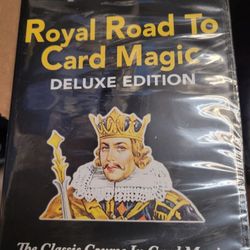 Royal Road To
Card Magic
DELUXE EDITION
The Classic Course In Card Magic